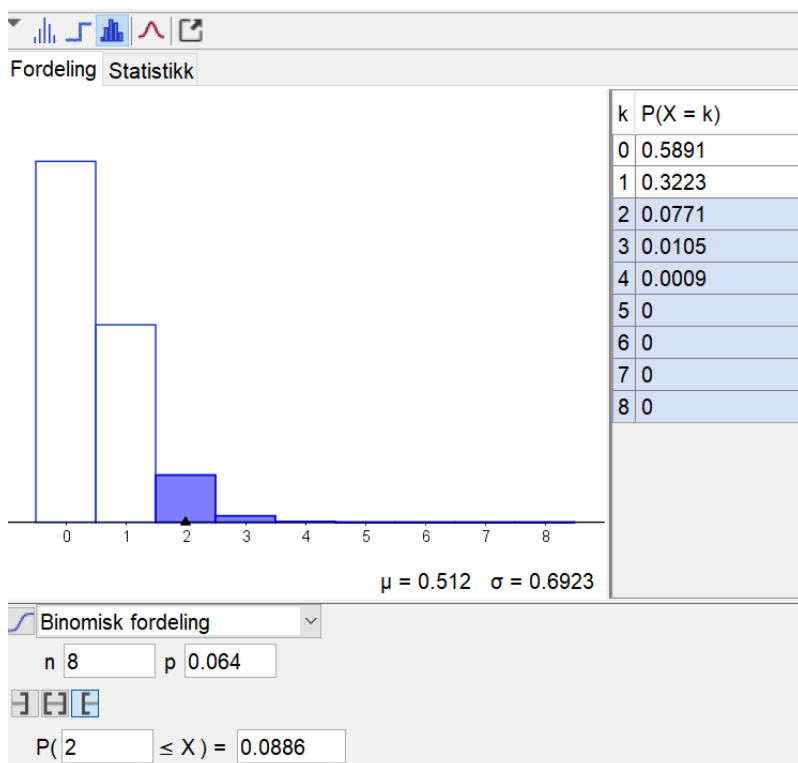 Fordeling Statistikk
k P(X = k)
0 0.5891
1 0.3223
2 0.0771
3 0.0105
4 0.0009
5 0
6 0
7 0
8 0
0 1 2 3 4 5 6 7 8
μ = 0.512 σ = 0.6923
Binomisk fordeling
n 8 p 0.064
P( 2 ≤ X ) = 0.0886